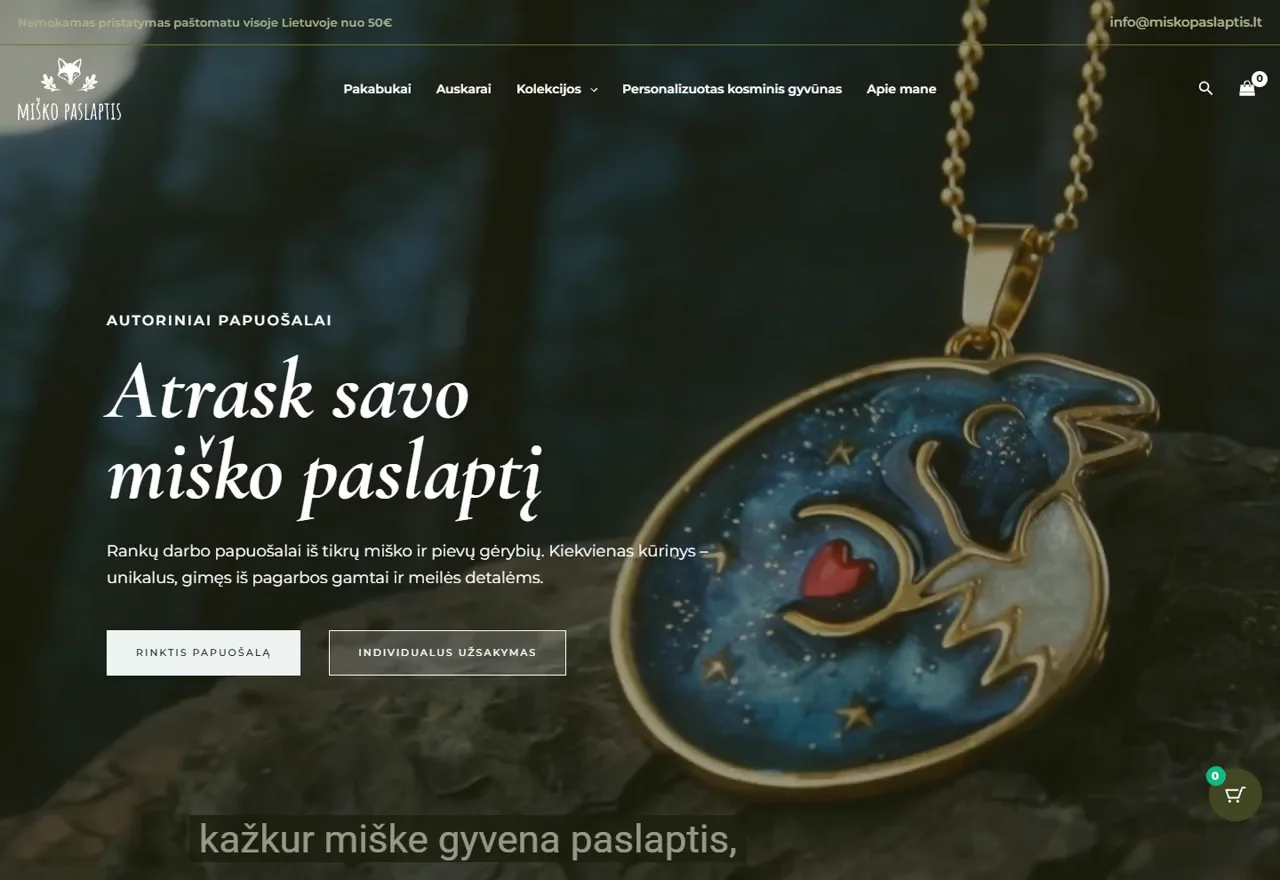 Nemokamas pristatymas paštomatu visoje Lietuvoje nuo 50€
info@miskopaslaptis.lt
MIŠKO PASLAPTIS
Pakabukai
Auskarai
Kolekcijos
Personalizuotas kosminis gyvūnas
Apie mane
0
AUTORINIAI PAPUOŠALAI
Atrask savo
miško paslaptį
Rankų darbo papuošalai iš tikrų miško ir pievų gėrybių. Kiekvienas kūrinys –
unikalus, gimęs iš pagarbos gamtai ir meilės detalėms.
RINKTIS PAPUOŠALĄ
INDIVIDUALUS UŽSAKYMAS
0
kažkur miške gyvena paslaptis,